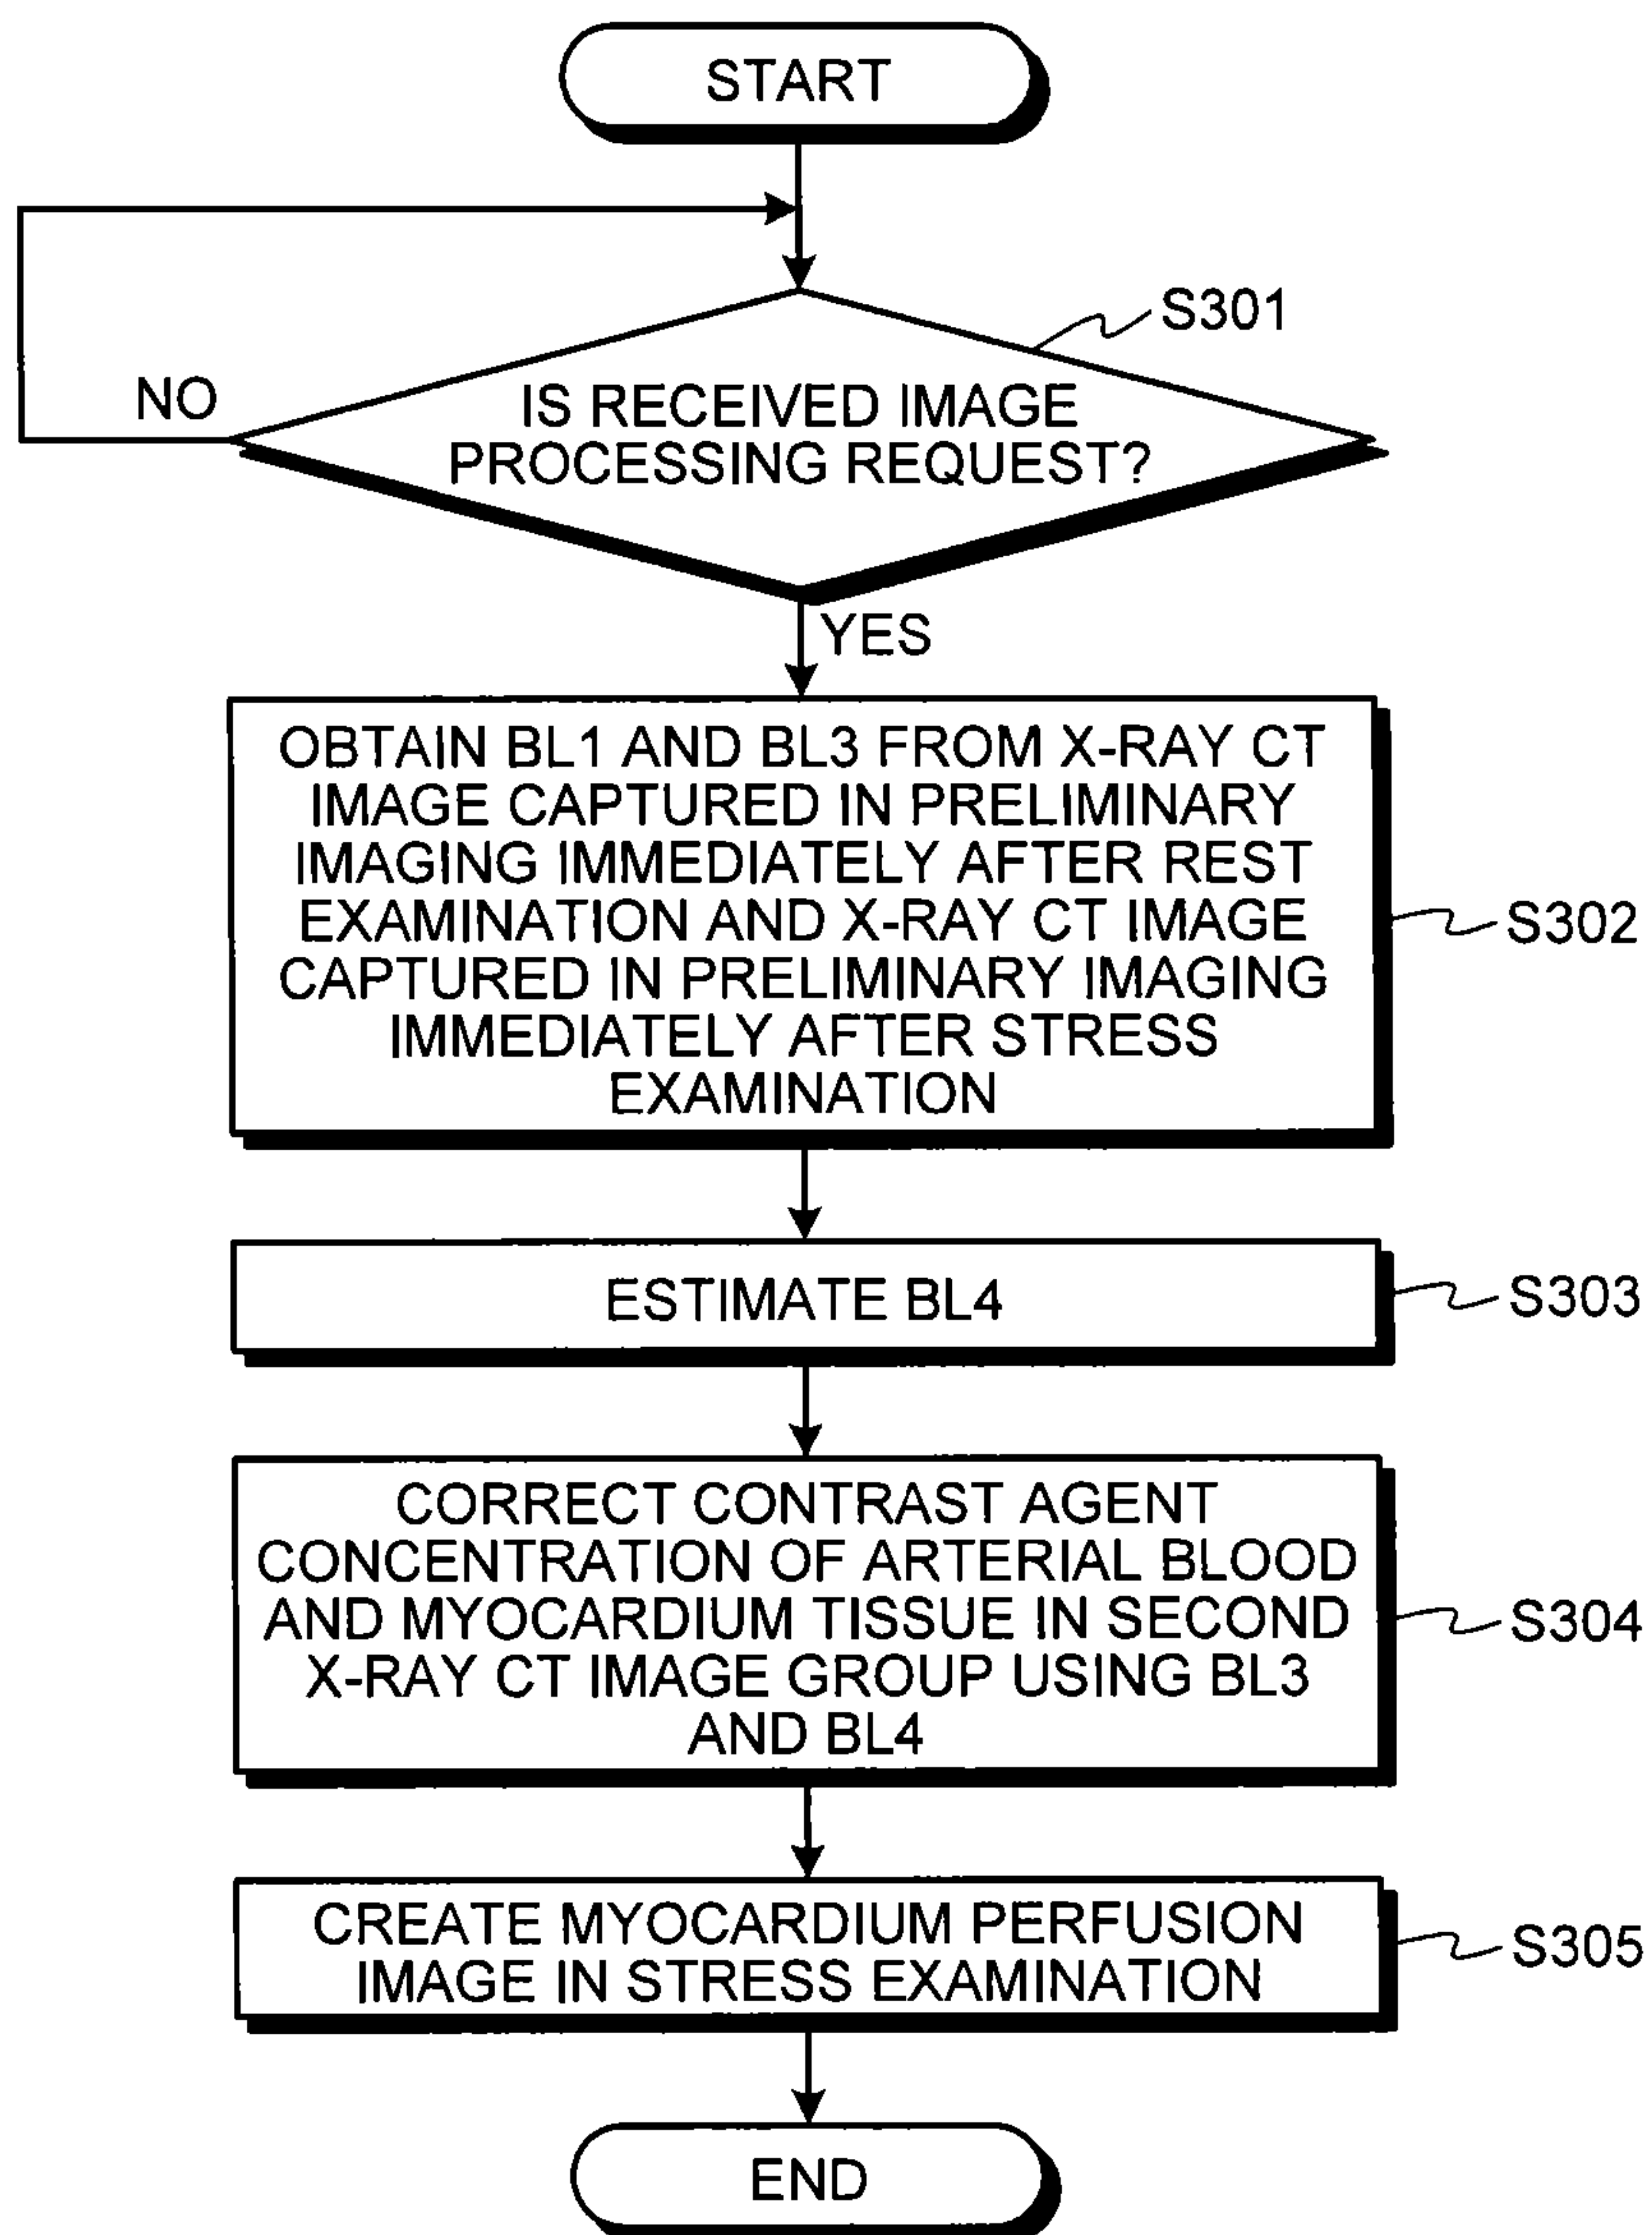 START
S301
NO
IS RECEIVED IMAGE
PROCESSING REQUEST?
YES
OBTAIN BL1 AND BL3 FROM X-RAY CT
IMAGE CAPTURED IN PRELIMINARY
IMAGING IMMEDIATELY AFTER REST
EXAMINATION AND X-RAY CT IMAGE
CAPTURED IN PRELIMINARY IMAGING
IMMEDIATELY AFTER STRESS
EXAMINATION
S302
ESTIMATE BL4
S303
CORRECT CONTRAST AGENT
CONCENTRATION OF ARTERIAL BLOOD
AND MYOCARDIUM TISSUE IN SECOND
X-RAY CT IMAGE GROUP USING BL3
AND BL4
S304
CREATE MYOCARDIUM PERFUSION
IMAGE IN STRESS EXAMINATION
S305
END